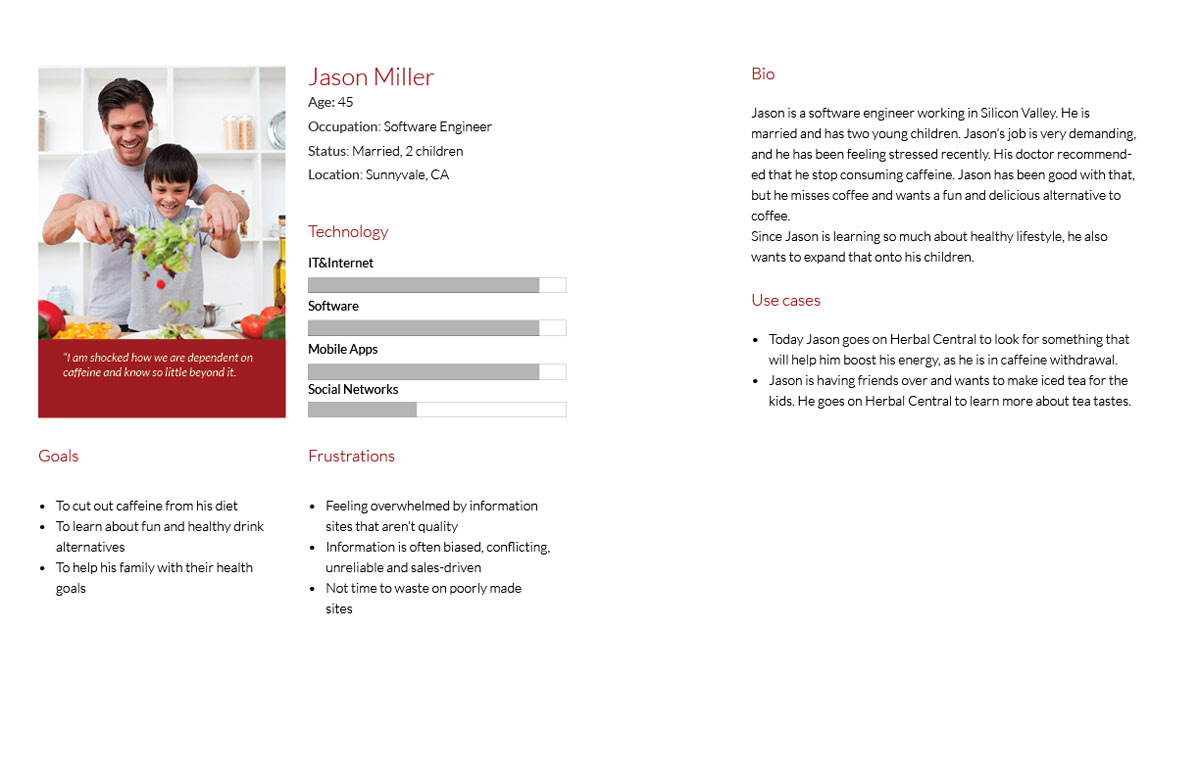 Jason Miller
Age: 45
Occupation: Software Engineer
Status: Married, 2 children
Location: Sunnyvale, CA
Technology
IT&Internet
Software
Mobile Apps
Social Networks
“I am shocked how we are dependent on
caffeine and know so little beyond it.
Goals
• To cut out caffeine from his diet
• To learn about fun and healthy drink
alternatives
• To help his family with their health
goals
Frustrations
• Feeling overwhelmed by information
sites that aren't quality
• Information is often biased, conflicting,
unreliable and sales-driven
• Not time to waste on poorly made
sites
Bio
Jason is a software engineer working in Silicon Valley. He is
married and has two young children. Jason’s job is very demanding,
and he has been feeling stressed recently. His doctor recommend-
ed that he stop consuming caffeine. Jason has been good with that,
but he misses coffee and wants a fun and delicious alternative to
coffee.
Since Jason is learning so much about healthy lifestyle, he also
wants to expand that onto his children.
Use cases
• Today Jason goes on Herbal Central to look for something that
will help him boost his energy, as he is in caffeine withdrawal.
• Jason is having friends over and wants to make iced tea for the
kids. He goes on Herbal Central to learn more about tea tastes.